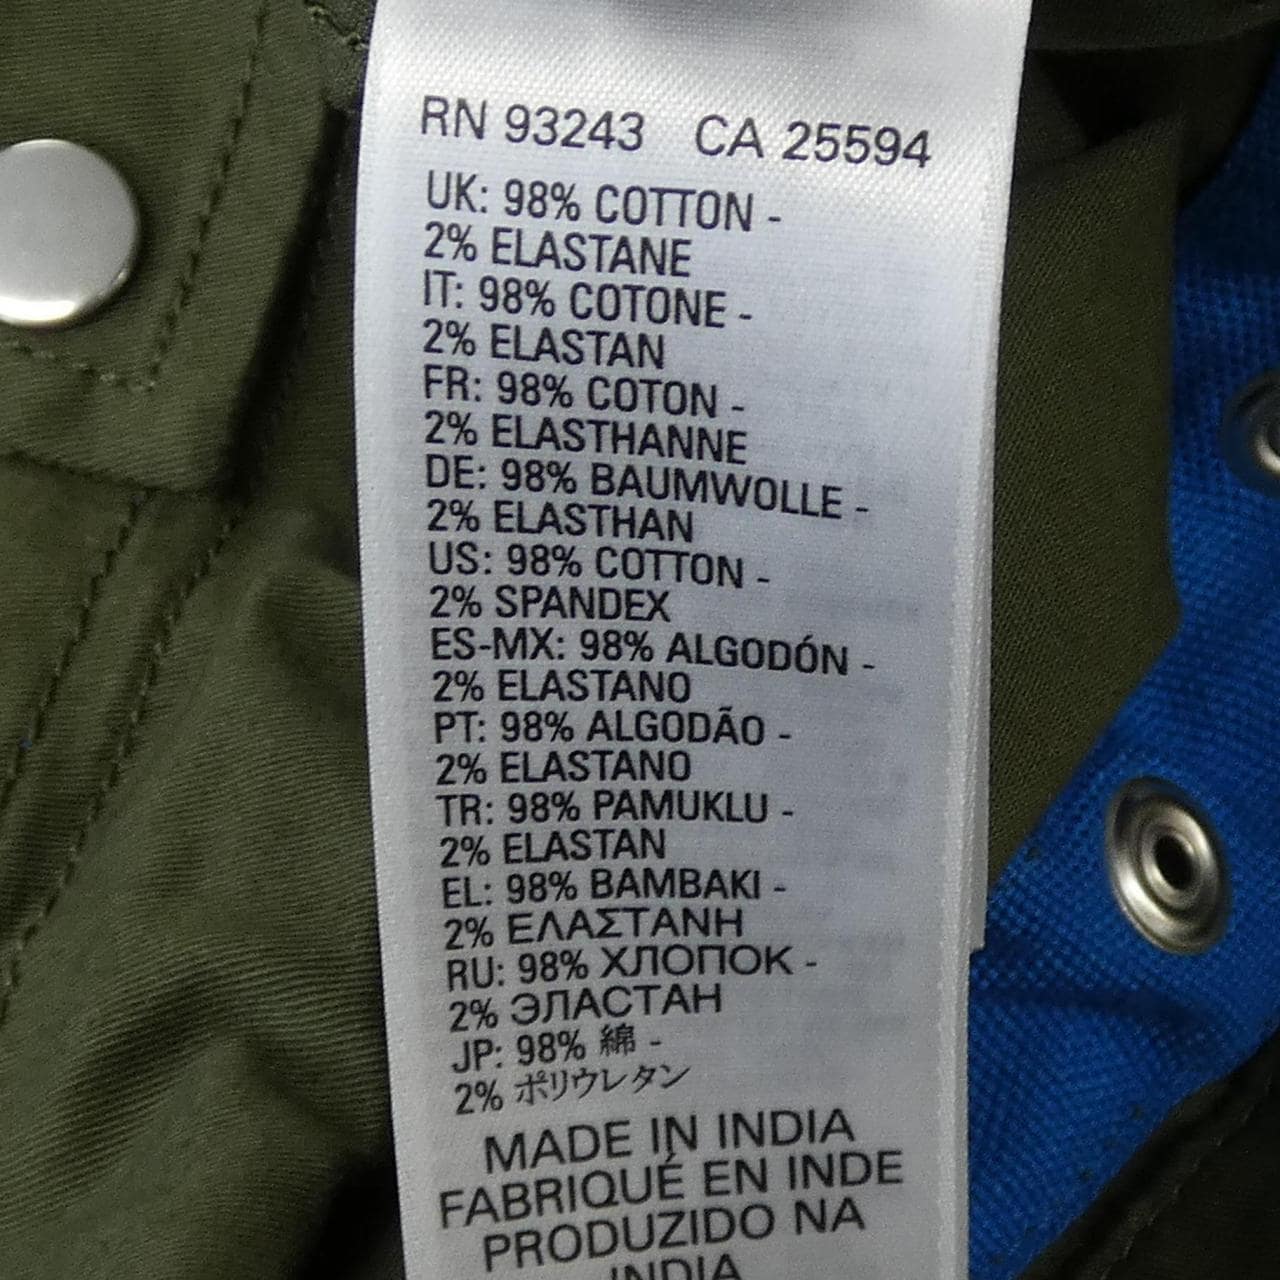 RN 93243 CA 25594
UK: 98% COTTON -
2% ELASTANE
IT: 98% COTONE -
2% ELASTAN
FR: 98% COTON -
2% ELASTHANNE
DE: 98% BAUMWOLLE -
2% ELASTHAN
US: 98% COTTON -
2% SPANDEX
ES-MX: 98% ALGODÓN -
2% ELASTANO
PT: 98% ALGODÃO -
2% ELASTANO
TR: 98% PAMUKLU -
2% ELASTAN
EL: 98% BAMBAKI -
2% ΕΛΑΣΤΑΝΗ
RU: 98% ХЛОПОК -
2% ЭЛАСТАН
JP: 98% 綿 -
2% ポリウレタン
MADE IN INDIA
FABRIQUÉ EN INDE
PRODUZIDO NA
INDIA